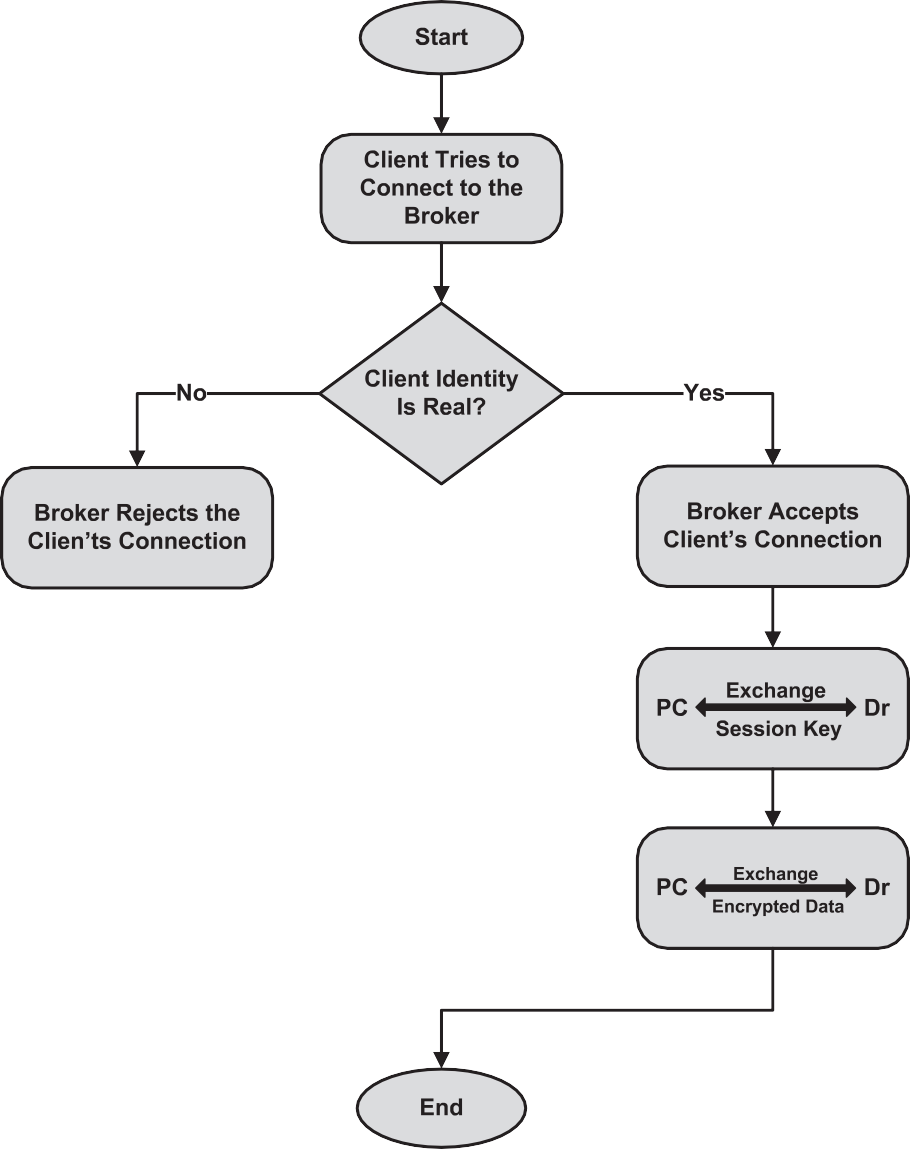 Start
Client Tries to
Connect to the
Broker
Client Identity
Is Real?
No
Yes
Broker Rejects the
Clien’ts Connection
Broker Accepts
Client’s Connection
Exchange
PC Dr
Session Key
Exchange
PC Dr
Encrypted Data
End